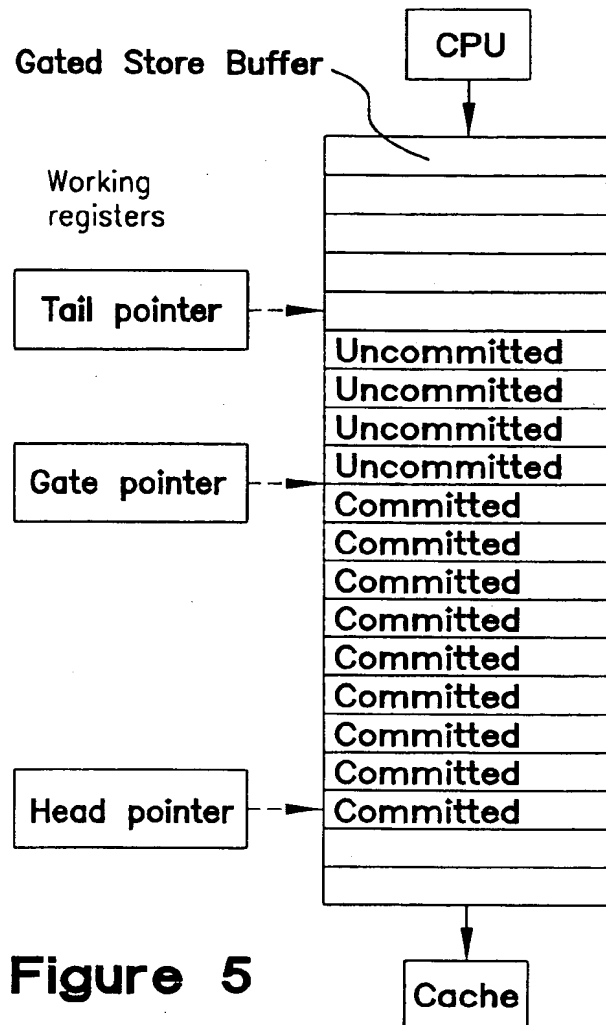 CPU
Gated Store Buffer
Working
registers
Tail pointer
Uncommitted
Uncommitted
Uncommitted
Uncommitted
Gate pointer
Committed
Committed
Committed
Committed
Committed
Committed
Committed
Committed
Head pointer
Committed
Figure 5
Cache